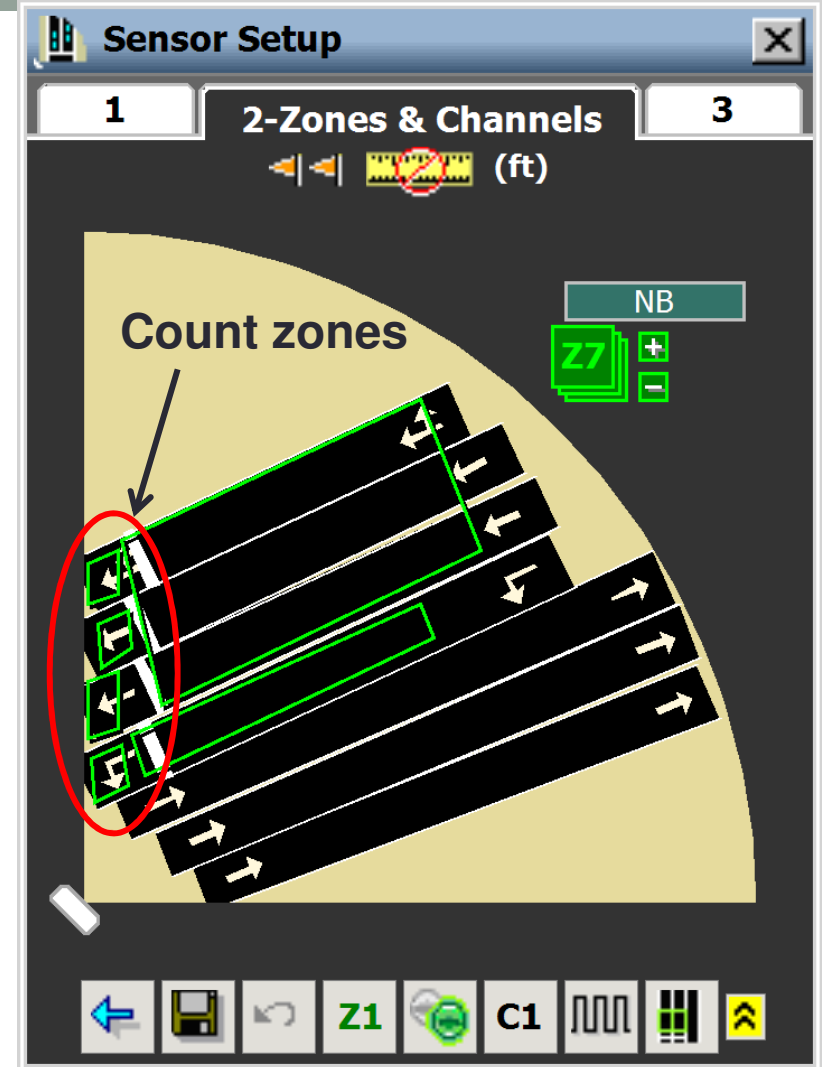 Sensor Setup
1 2-Zones & Channels 3
(ft)
NB
Count zones
Z7
Z1 C1